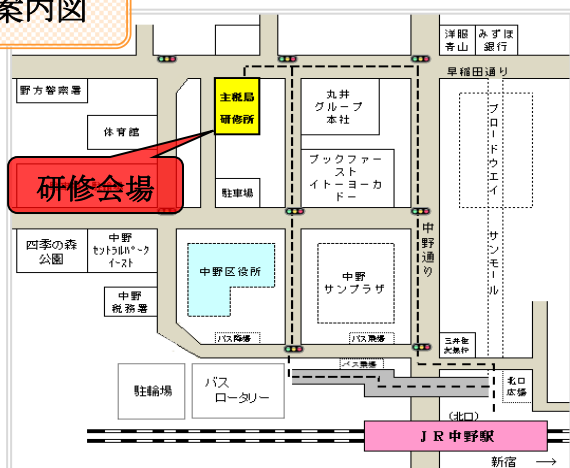 案内図
洋服
青山
みずほ
銀行
早稲田通り
野方警察署
主税局
研修所
丸井
グループ
本社
体育館
ブロードウエイ
研修会場
ブックファー
スト
イトーヨーカ
ドー
駐車場
中野通り
サンモール
四季の森
公園
中野
セントラルパーク
イースト
中野区役所
中野
サンプラザ
中野
税務署
バス降場
バス乗場
三井住
バス乗場
駐輪場
バス
ロータリー
北口
広場
(北口)
JR中野駅
新宿 →